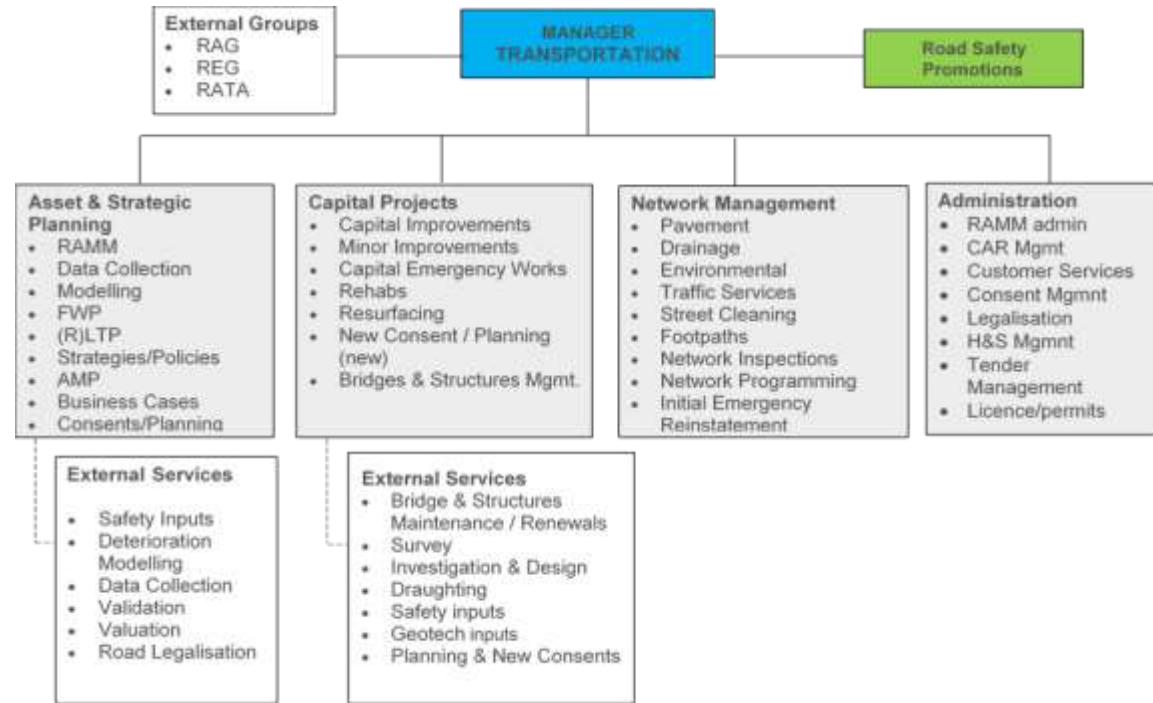 External Groups
• RAG
• REG
• RATA
MANAGER
TRANSPORTATION
Road Safety
Promotions
Asset & Strategic
Planning
• RAMM
• Data Collection
• Modelling
• FWP
• (R)LTP
• Strategies/Policies
• AMP
• Business Cases
• Consents/Planning
Capital Projects
• Capital Improvements
• Minor Improvements
• Capital Emergency Works
• Rehabs
• Resurfacing
• New Consent / Planning
(new)
• Bridges & Structures Mgmt.
Network Management
• Pavement
• Drainage
• Environmental
• Traffic Services
• Street Cleaning
• Footpaths
• Network Inspections
• Network Programming
• Initial Emergency
Reinstatement
Administration
• RAMM admin
• CAR Mgmt
• Customer Services
• Consent Mgmnt
• Legalisation
• H&S Mgmnt
• Tender
Management
• Licence/permits
External Services
• Safety Inputs
• Deterioration
Modelling
• Data Collection
• Validation
• Valuation
• Road Legalisation
External Services
• Bridge & Structures
Maintenance / Renewals
• Survey
• Investigation & Design
• Draughting
• Safety inputs
• Geotech inputs
• Planning & New Consents